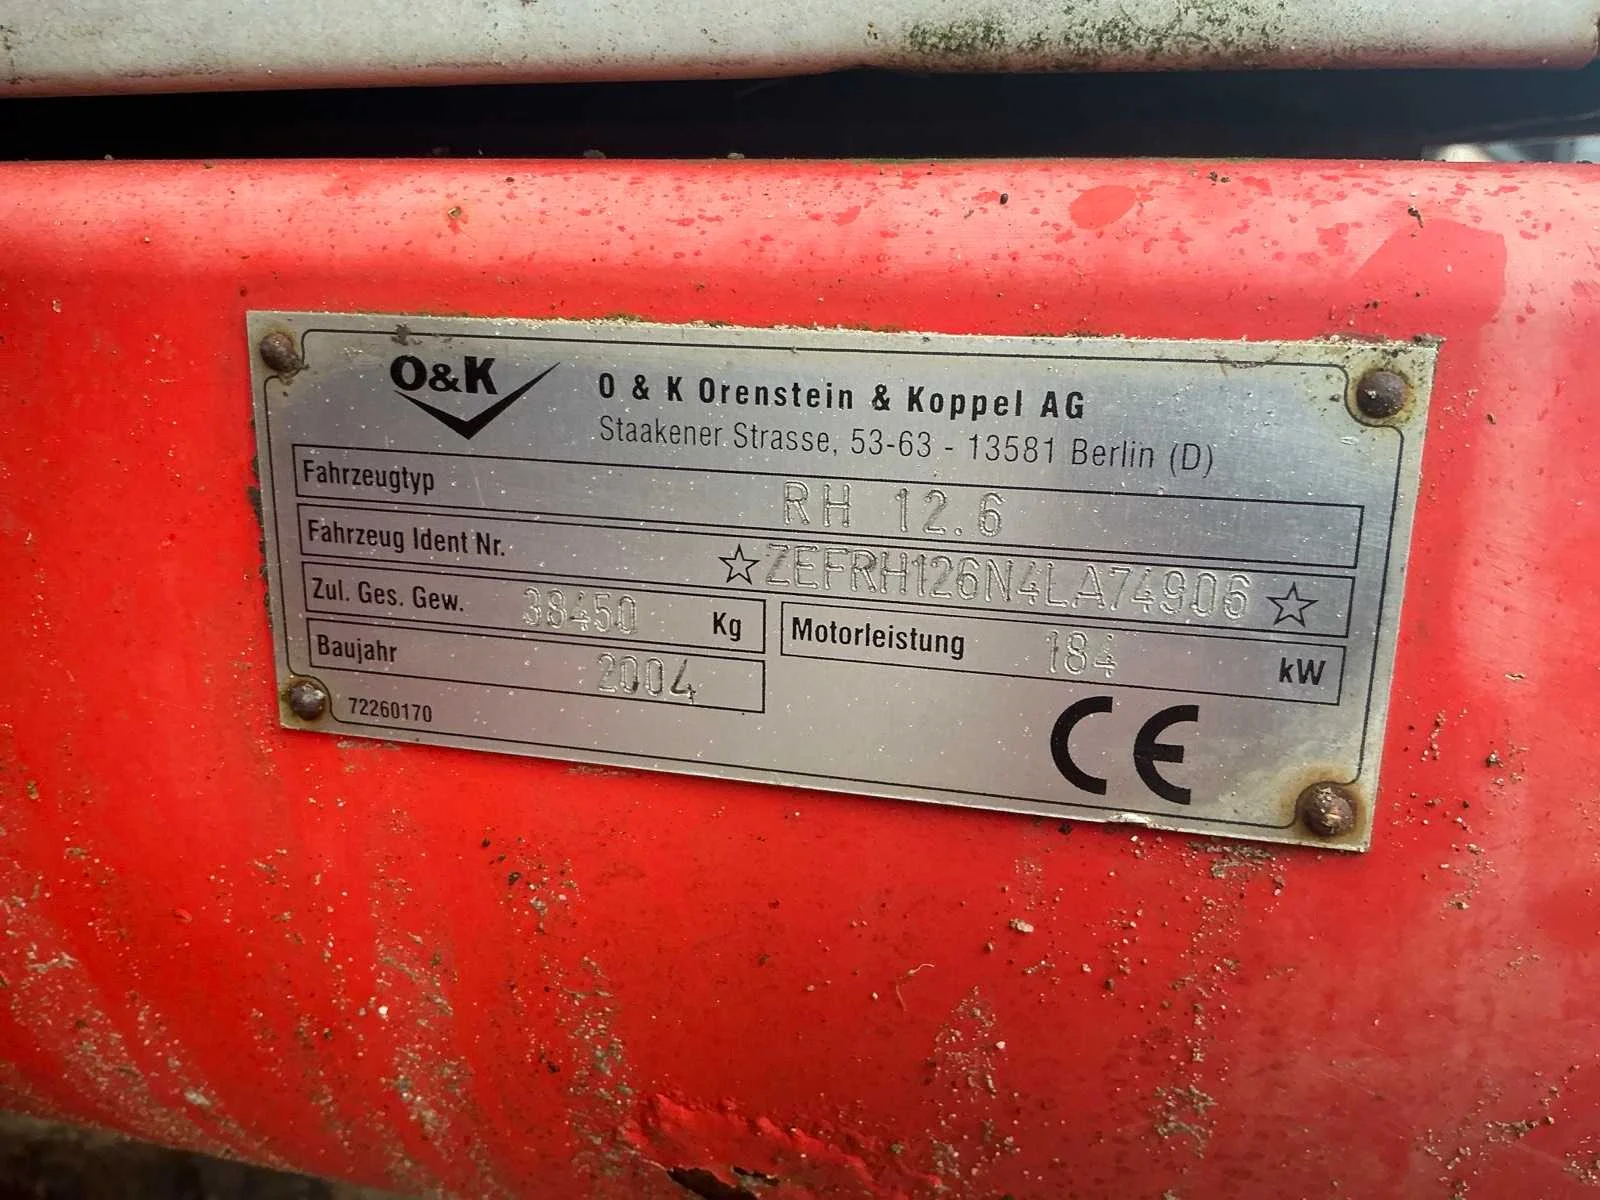 O&K
O & K Orenstein & Koppel AG
Staakener Strasse, 53-63 - 13581 Berlin (D)
Fahrzeugtyp RH 12.6
Fahrzeug Ident Nr. ☆ZEFRH126N4LA74906☆
Zul. Ges. Gew. 38450 Kg Motorleistung 184 kW
Baujahr 2004
72260170 CE